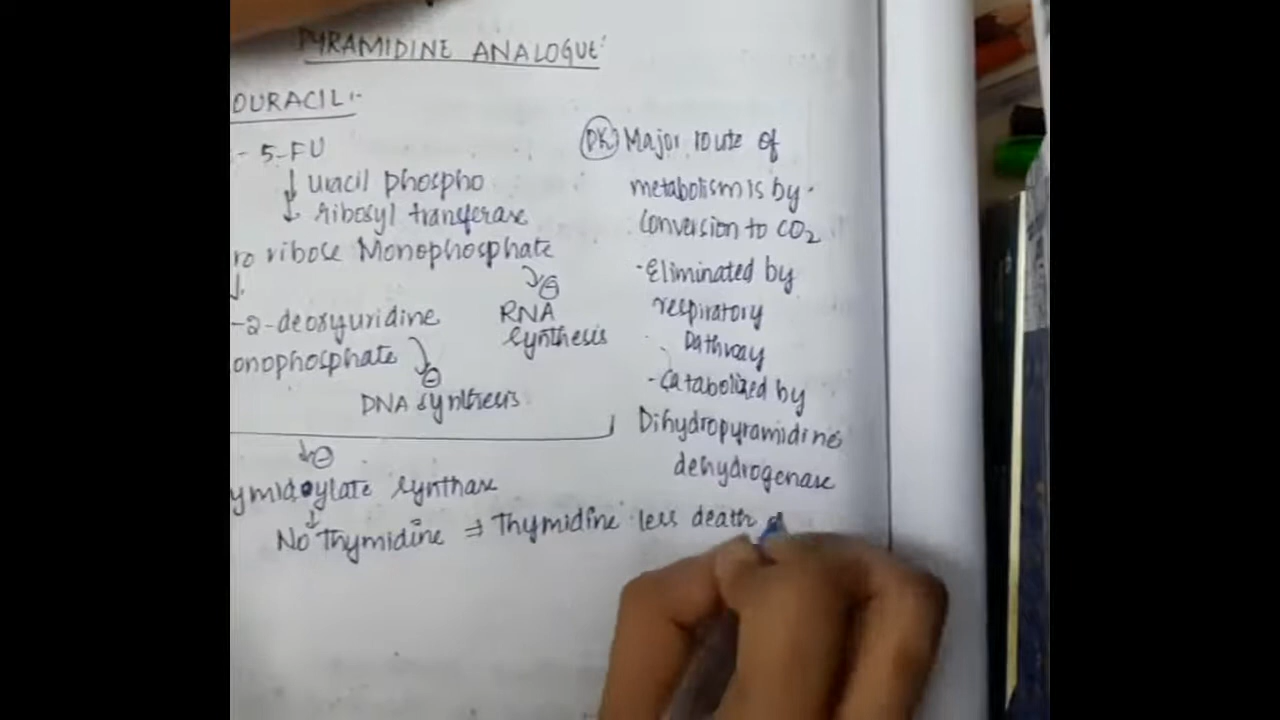 PYRAMIDINE ANALOGUE:
OURACIL:-
- 5-FU
↓ Uracil phospho
↓ ribosyl transferase
ro ribose Monophosphate
↓
⊖
RNA
synthesis
-2-deoxyuridine
onophosphate
⊖
DNA synthesis
↓⊖
ymidoylate synthase
↓
No Thymidine ⇒ Thymidine less death
(PK) Major route of
metabolism is by
conversion to CO2
-Eliminated by
respiratory
pathway
-Catabolized by
Dihydropyramidine
dehydrogenase